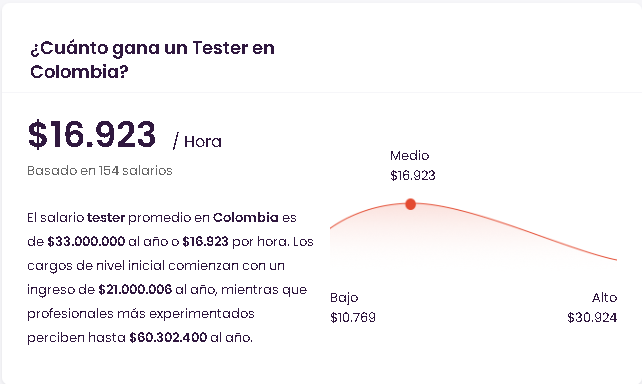 ¿Cuánto gana un Tester en
Colombia?
$16.923 / Hora
Basado en 154 salarios
El salario tester promedio en Colombia es
de $33.000.000 al año o $16.923 por hora. Los
cargos de nivel inicial comienzan con un
ingreso de $21.000.006 al año, mientras que
profesionales más experimentados
perciben hasta $60.302.400 al año.
Medio
$16.923
Bajo
$10.769
Alto
$30.924